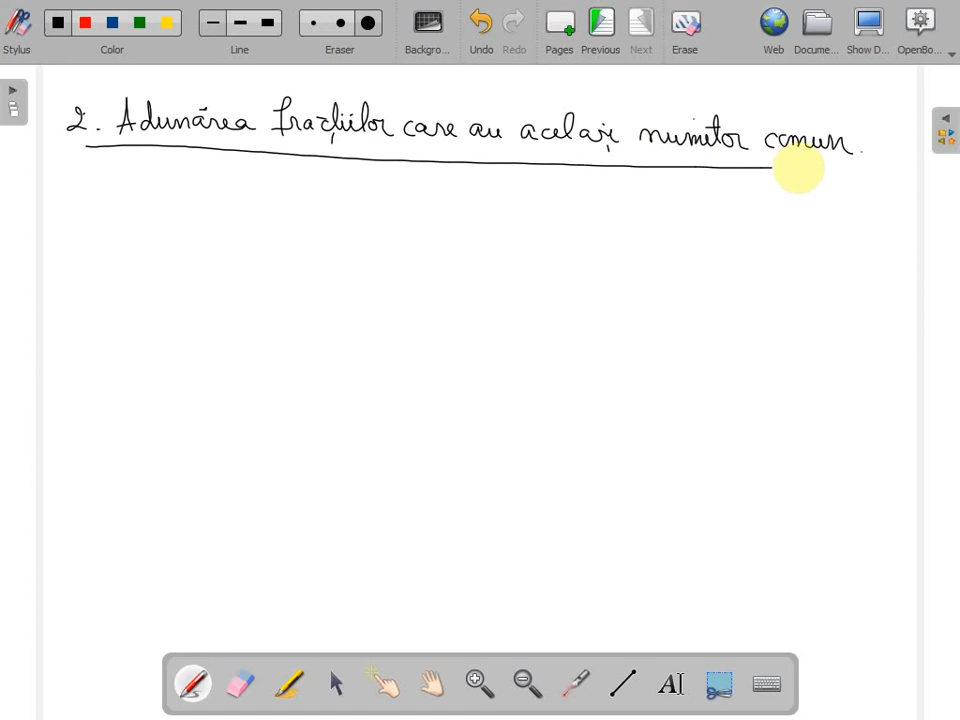 Stylus
Color
Line
Eraser
Backgro...
Undo
Redo
Pages
Previous
Next
Erase
Web
Docume...
Show D...
OpenBo...
2. Adunarea fracțiilor care au același numitor comun.
A